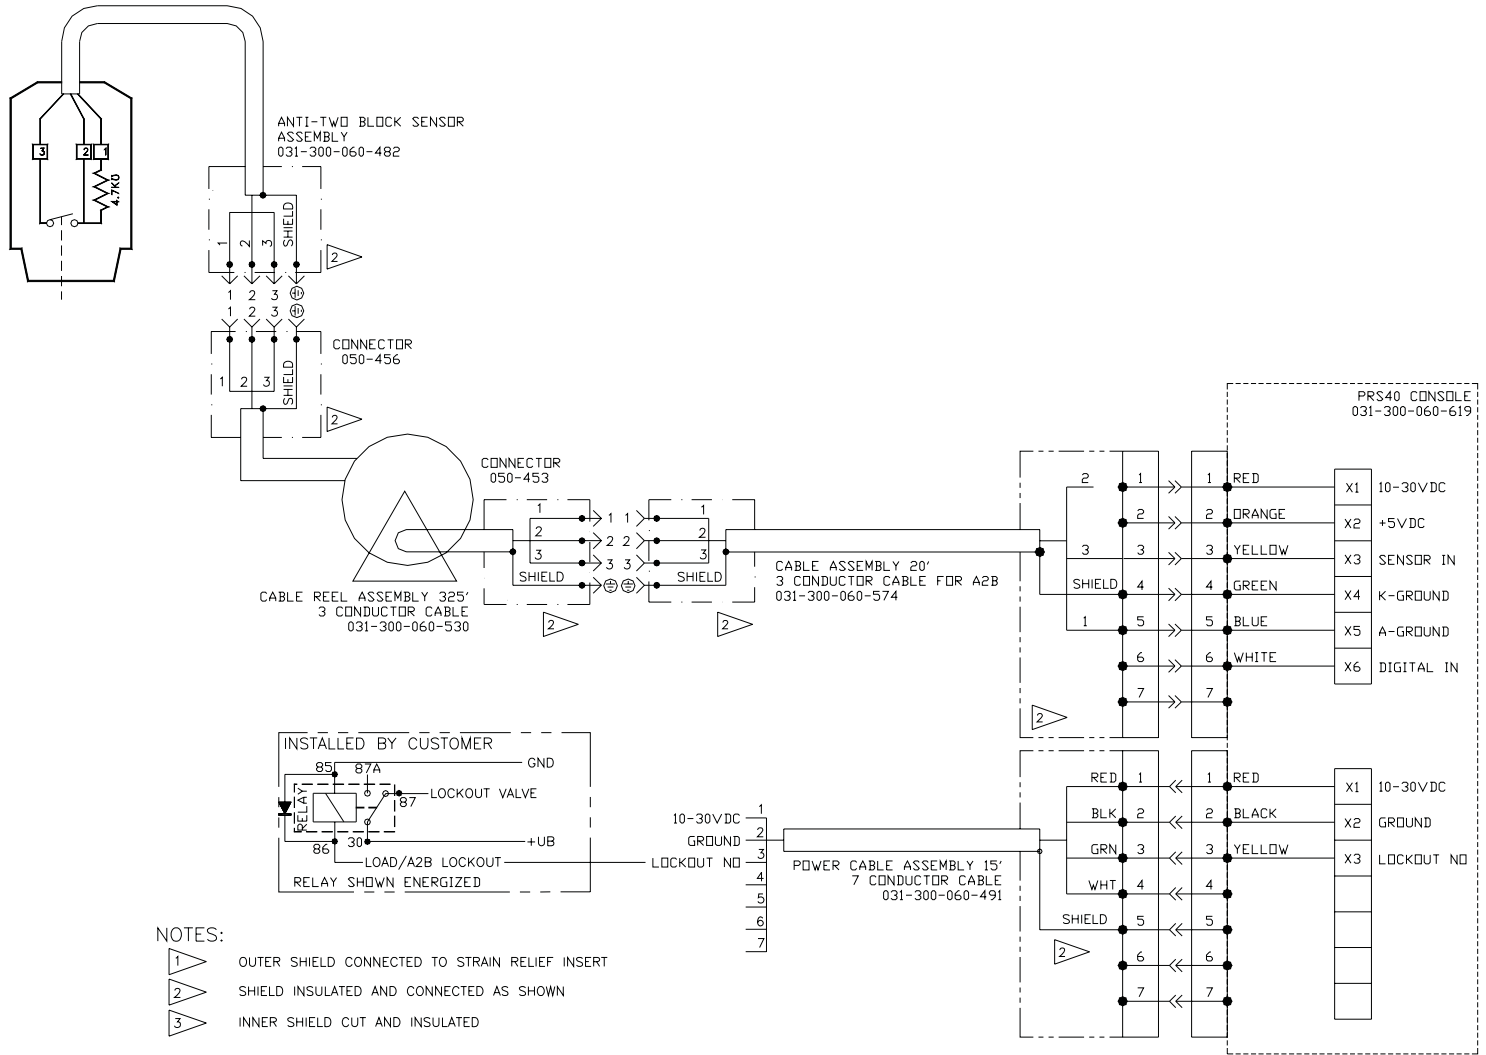 ANTI-TWO BLOCK SENSOR
ASSEMBLY
031-300-060-482
3
2
1
4.7KΩ
1
2
3
SHIELD
2
1 2 3
1 2 3
CONNECTOR
050-456
1
2
3
SHIELD
2
CONNECTOR
050-453
CABLE REEL ASSEMBLY 325'
3 CONDUCTOR CABLE
031-300-060-530
1
2
3
SHIELD
1 1
2 2
3 3
1
2
3
SHIELD
2
2
CABLE ASSEMBLY 20'
3 CONDUCTOR CABLE FOR A2B
031-300-060-574
PRS40 CONSOLE
031-300-060-619
2 1 1 RED X1 10-30VDC
2 2 ORANGE X2 +5VDC
3 3 3 YELLOW X3 SENSOR IN
SHIELD 4 4 GREEN X4 K-GROUND
1 5 5 BLUE X5 A-GROUND
6 6 WHITE X6 DIGITAL IN
7 7
2
INSTALLED BY CUSTOMER
85
87A
GND
RELAY
87
LOCKOUT VALVE
86
30
+UB
LOAD/A2B LOCKOUT
RELAY SHOWN ENERGIZED
10-30VDC 1
GROUND 2
LOCKOUT NO 3
4
5
6
7
POWER CABLE ASSEMBLY 15'
7 CONDUCTOR CABLE
031-300-060-491
RED 1 1 RED X1 10-30VDC
BLK 2 2 BLACK X2 GROUND
GRN 3 3 YELLOW X3 LOCKOUT NO
WHT 4 4
SHIELD 5 5
6 6
7 7
2
NOTES:
1 OUTER SHIELD CONNECTED TO STRAIN RELIEF INSERT
2 SHIELD INSULATED AND CONNECTED AS SHOWN
3 INNER SHIELD CUT AND INSULATED